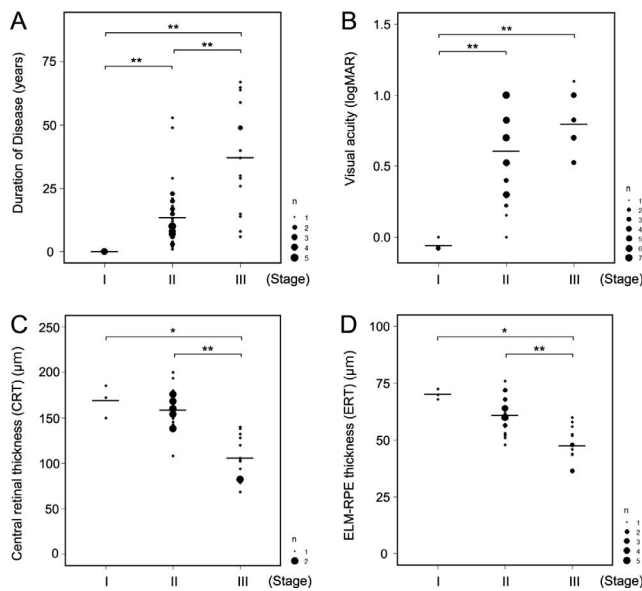 A
Duration of Disease (years)
75
50
25
0
**
**
**
n
1
2
3
4
5
I II III (Stage)
B
Visual acuity (logMAR)
1.5
1.0
0.5
0.0
**
**
n
1
2
3
4
5
6
7
I II III (Stage)
C
Central retinal thickness (CRT) (μm)
250
200
150
100
50
0
*
**
n
1
2
I II III (Stage)
D
ELM-RPE thickness (ERT) (μm)
100
75
50
25
0
*
**
n
1
2
3
4
5
I II III (Stage)